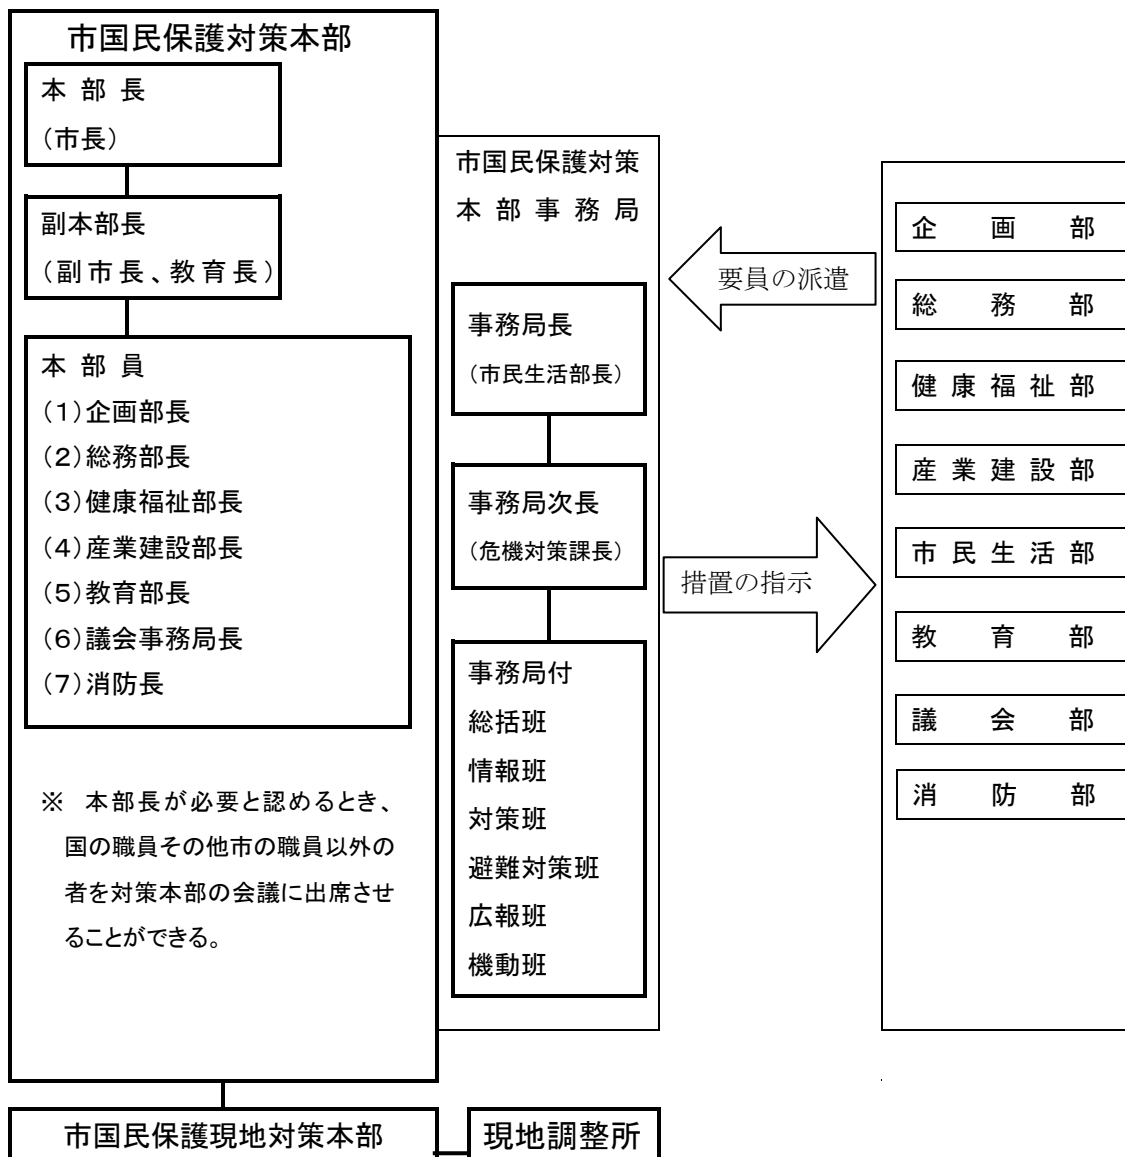 市国民保護対策本部
本部長
（市長）
副本部長
（副市長、教育長）
本部員
（１）企画部長
（２）総務部長
（３）健康福祉部長
（４）産業建設部長
（５）教育部長
（６）議会事務局長
（７）消防長
※　本部長が必要と認めるとき、
国の職員その他市の職員以外の
者を対策本部の会議に出席させ
ることができる。
市国民保護対策
本部事務局
事務局長
（市民生活部長）
事務局次長
（危機対策課長）
事務局付
総括班
情報班
対策班
避難対策班
広報班
機動班
要員の派遣
措置の指示
企画部
総務部
健康福祉部
産業建設部
市民生活部
教育部
議会部
消防部
市国民保護現地対策本部
現地調整所